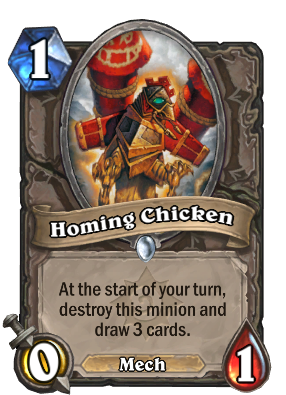 1
Homing Chicken
At the start of your turn,
destroy this minion and
draw 3 cards.
0
Mech
1